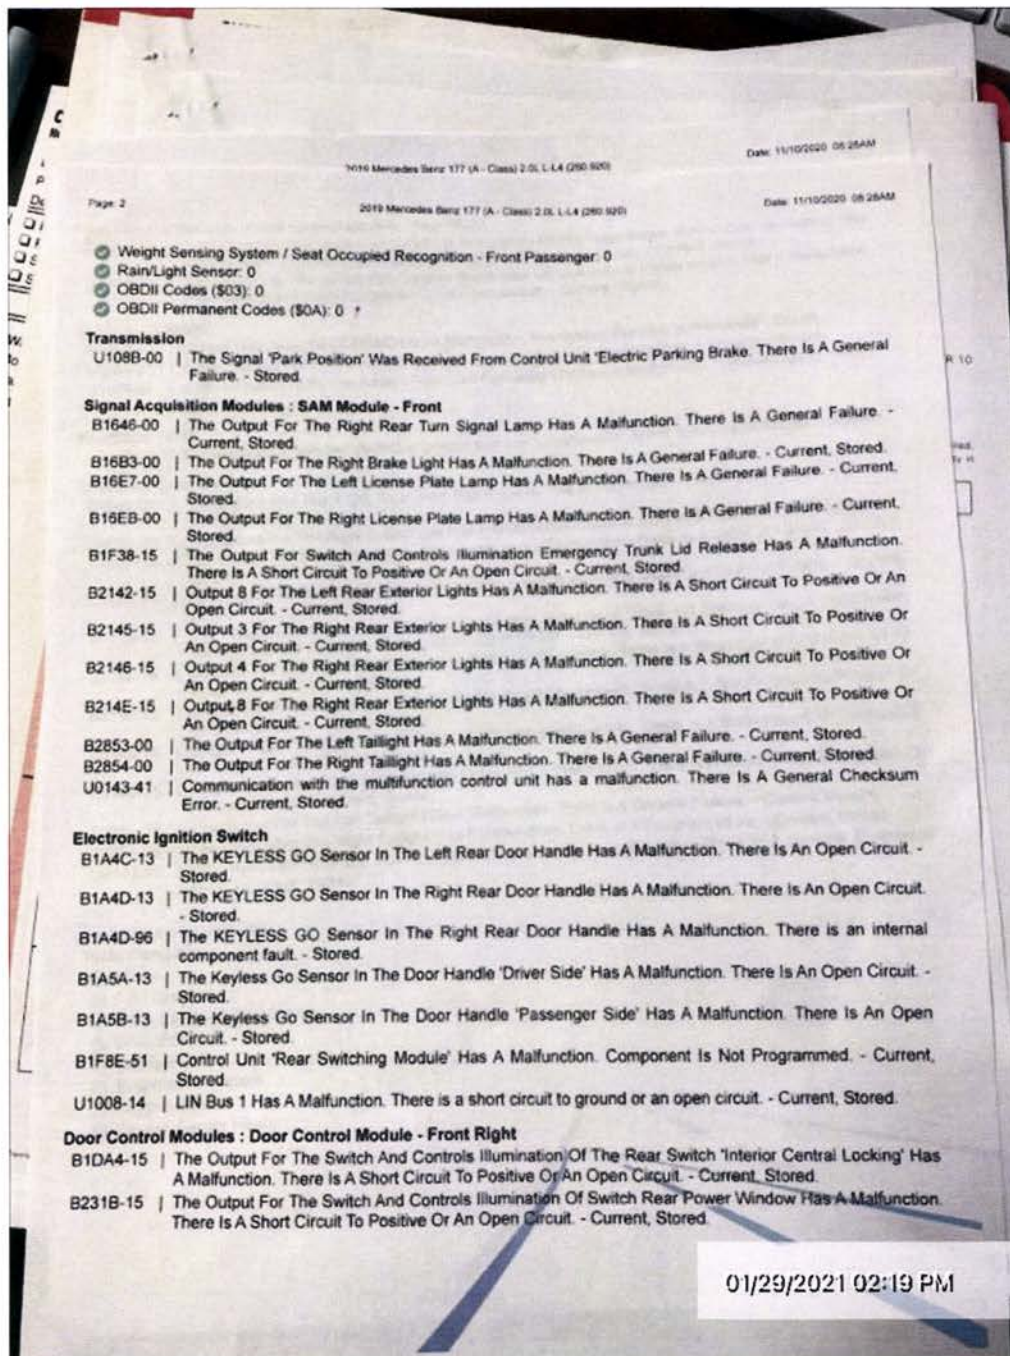 Date: 11/10/2020 08:26AM
2019 Mercedes Benz 177 (A - Class) 2.0L L-L4 (260.920)
Page: 2
2019 Mercedes Benz 177 (A - Class) 2.0L L-L4 (260.920)
Date: 11/10/2020 08:26AM
Weight Sensing System / Seat Occupied Recognition - Front Passenger: 0
Rain/Light Sensor: 0
OBDII Codes ($03): 0
OBDII Permanent Codes ($0A): 0
Transmission
U108B-00 | The Signal 'Park Position' Was Received From Control Unit 'Electric Parking Brake. There Is A General
Failure. - Stored.
Signal Acquisition Modules : SAM Module - Front
B1646-00 | The Output For The Right Rear Turn Signal Lamp Has A Malfunction. There Is A General Failure. -
Current, Stored.
B16B3-00 | The Output For The Right Brake Light Has A Malfunction. There Is A General Failure. - Current, Stored.
B16E7-00 | The Output For The Left License Plate Lamp Has A Malfunction. There Is A General Failure. - Current,
Stored.
B16EB-00 | The Output For The Right License Plate Lamp Has A Malfunction. There Is A General Failure. - Current,
Stored.
B1F38-15 | The Output For Switch And Controls Illumination Emergency Trunk Lid Release Has A Malfunction.
There Is A Short Circuit To Positive Or An Open Circuit. - Current, Stored.
B2142-15 | Output 8 For The Left Rear Exterior Lights Has A Malfunction. There Is A Short Circuit To Positive Or An
Open Circuit. - Current, Stored.
B2145-15 | Output 3 For The Right Rear Exterior Lights Has A Malfunction. There Is A Short Circuit To Positive Or
An Open Circuit. - Current, Stored.
B2146-15 | Output 4 For The Right Rear Exterior Lights Has A Malfunction. There Is A Short Circuit To Positive Or
An Open Circuit. - Current, Stored.
B214E-15 | Output 8 For The Right Rear Exterior Lights Has A Malfunction. There Is A Short Circuit To Positive Or
An Open Circuit. - Current, Stored.
B2853-00 | The Output For The Left Taillight Has A Malfunction. There Is A General Failure. - Current, Stored.
B2854-00 | The Output For The Right Taillight Has A Malfunction. There Is A General Failure. - Current, Stored.
U0143-41 | Communication with the multifunction control unit has a malfunction. There Is A General Checksum
Error. - Current, Stored.
Electronic Ignition Switch
B1A4C-13 | The KEYLESS GO Sensor In The Left Rear Door Handle Has A Malfunction. There Is An Open Circuit. -
Stored.
B1A4D-13 | The KEYLESS GO Sensor In The Right Rear Door Handle Has A Malfunction. There Is An Open Circuit.
- Stored.
B1A4D-96 | The KEYLESS GO Sensor In The Right Rear Door Handle Has A Malfunction. There is an internal
component fault. - Stored.
B1A5A-13 | The Keyless Go Sensor In The Door Handle 'Driver Side' Has A Malfunction. There Is An Open Circuit. -
Stored.
B1A5B-13 | The Keyless Go Sensor In The Door Handle 'Passenger Side' Has A Malfunction. There Is An Open
Circuit. - Stored.
B1F8E-51 | Control Unit 'Rear Switching Module' Has A Malfunction. Component Is Not Programmed. - Current,
Stored.
U1008-14 | LIN Bus 1 Has A Malfunction. There is a short circuit to ground or an open circuit. - Current, Stored.
Door Control Modules : Door Control Module - Front Right
B1DA4-15 | The Output For The Switch And Controls Illumination Of The Rear Switch 'Interior Central Locking' Has
A Malfunction. There Is A Short Circuit To Positive Or An Open Circuit. - Current, Stored.
B231B-15 | The Output For The Switch And Controls Illumination Of Switch Rear Power Window Has A Malfunction.
There Is A Short Circuit To Positive Or An Open Circuit. - Current, Stored.
01/29/2021 02:19 PM